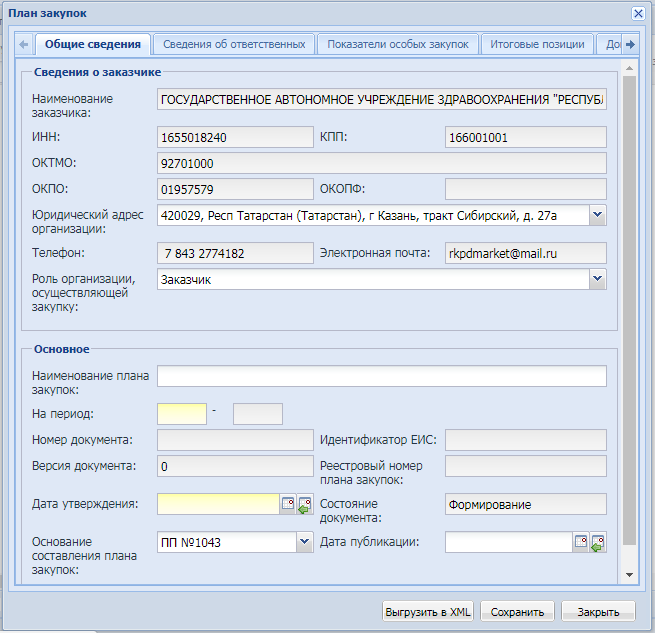 План закупок
Общие сведения
Сведения об ответственных
Показатели особых закупок
Итоговые позиции
Сведения о заказчике
Наименование
заказчика:
ГОСУДАРСТВЕННОЕ АВТОНОМНОЕ УЧРЕЖДЕНИЕ ЗДРАВООХРАНЕНИЯ "РЕСПУБЛ
ИНН:
1655018240
КПП:
166001001
ОКТМО:
92701000
ОКПО:
01957579
ОКОПФ:
Юридический адрес
организации:
420029, Респ Татарстан (Татарстан), г Казань, тракт Сибирский, д. 27а
Телефон:
7 843 2774182
Электронная почта:
rkpdmarket@mail.ru
Роль организации,
осуществляющей
закупку:
Заказчик
Основное
Наименование плана
закупок:
На период:
-
Номер документа:
Идентификатор ЕИС:
Версия документа:
0
Реестровый номер
плана закупок:
Дата утверждения:
Состояние
документа:
Формирование
Основание
составления плана
закупок:
ПП №1043
Дата публикации:
Выгрузить в XML
Сохранить
Закрыть